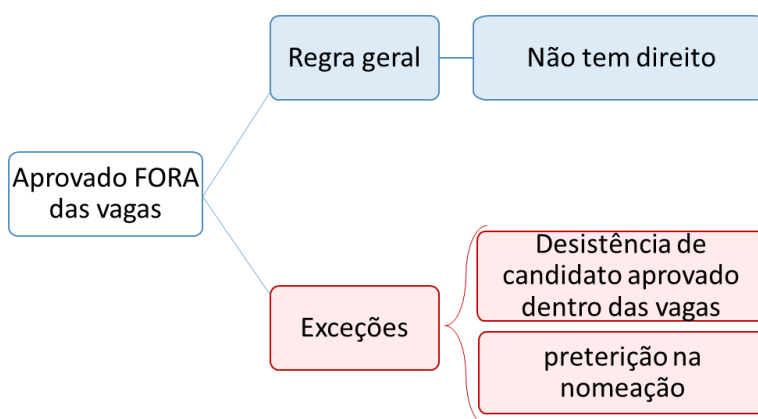 Regra geral
Não tem direito
Aprovado FORA
das vagas
Exceções
Desistência de
candidato aprovado
dentro das vagas
preterição na
nomeação